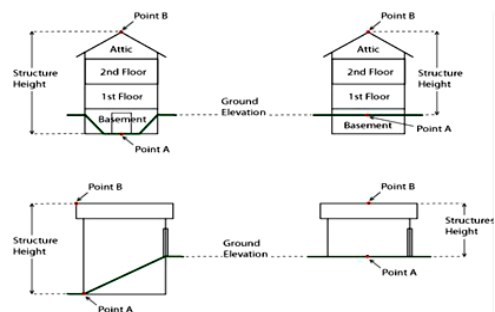 Point B
Attic
2nd Floor
1st Floor
Basement
Structure
Height
Point A
Ground
Elevation
Point B
Attic
2nd Floor
1st Floor
Basement
Structure
Height
Point A
Point B
Structure
Height
Point A
Ground
Elevation
Point B
Structures
Height
Point A